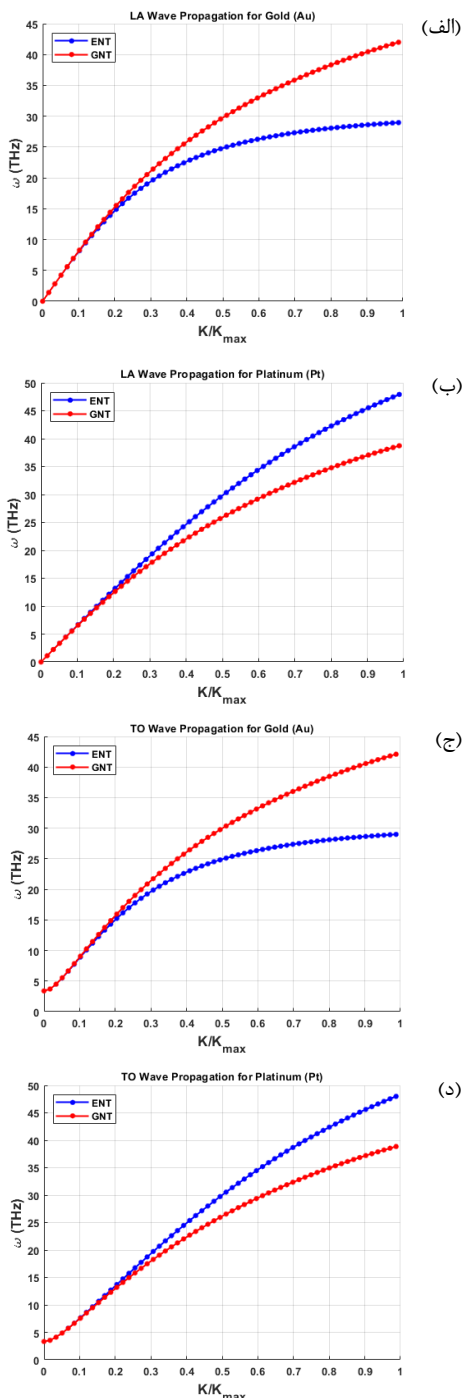 (الف)
LA Wave Propagation for Gold (Au)
ENT
GNT
45
40
35
30
25
20
15
10
5
0
ω (THz)
0 0.1 0.2 0.3 0.4 0.5 0.6 0.7 0.8 0.9 1
K/K_max
(ب)
LA Wave Propagation for Platinum (Pt)
ENT
GNT
50
45
40
35
30
25
20
15
10
5
0
ω (THz)
0 0.1 0.2 0.3 0.4 0.5 0.6 0.7 0.8 0.9 1
K/K_max
(ج)
TO Wave Propagation for Gold (Au)
ENT
GNT
45
40
35
30
25
20
15
10
5
0
ω (THz)
0 0.1 0.2 0.3 0.4 0.5 0.6 0.7 0.8 0.9 1
K/K_max
(د)
TO Wave Propagation for Platinum (Pt)
ENT
GNT
50
45
40
35
30
25
20
15
10
5
0
ω (THz)
0 0.1 0.2 0.3 0.4 0.5 0.6 0.7 0.8 0.9 1
K/K_max